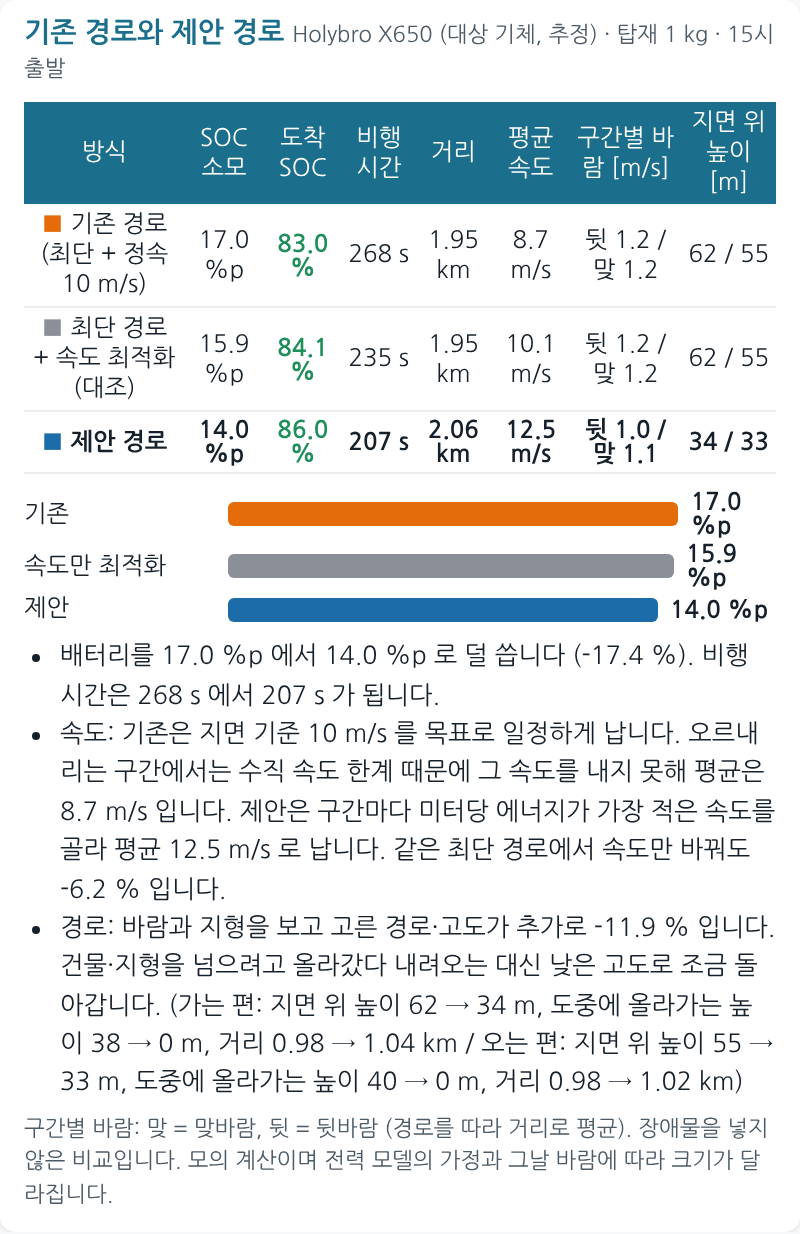 기존 경로와 제안 경로 Holybro X650 (대상 기체, 추정) · 탑재 1 kg · 15시
출발
방식
SOC
소모
도착
SOC
비행
시간
거리
평균
속도
구간별 바
람 [m/s]
지면 위
높이
[m]
■ 기존 경로
(최단 + 정속
10 m/s)
17.0
%p
83.0
%
268 s
1.95
km
8.7
m/s
뒷 1.2 /
맞 1.2
62 / 55
■ 최단 경로
+ 속도 최적화
(대조)
15.9
%p
84.1
%
235 s
1.95
km
10.1
m/s
뒷 1.2 /
맞 1.2
62 / 55
■ 제안 경로
14.0
%p
86.0
%
207 s
2.06
km
12.5
m/s
뒷 1.0 /
맞 1.1
34 / 33
기존
17.0
%p
속도만 최적화
15.9
%p
제안
14.0 %p
• 배터리를 17.0 %p 에서 14.0 %p 로 덜 씁니다 (-17.4 %). 비행
시간은 268 s 에서 207 s 가 됩니다.
• 속도: 기존은 지면 기준 10 m/s 를 목표로 일정하게 납니다. 오르내
리는 구간에서는 수직 속도 한계 때문에 그 속도를 내지 못해 평균은
8.7 m/s 입니다. 제안은 구간마다 미터당 에너지가 가장 적은 속도를
골라 평균 12.5 m/s 로 납니다. 같은 최단 경로에서 속도만 바꿔도
-6.2 % 입니다.
• 경로: 바람과 지형을 보고 고른 경로·고도가 추가로 -11.9 % 입니다.
건물·지형을 넘으려고 올라갔다 내려오는 대신 낮은 고도로 조금 돌
아갑니다. (가는 편: 지면 위 높이 62 → 34 m, 도중에 올라가는 높
이 38 → 0 m, 거리 0.98 → 1.04 km / 오는 편: 지면 위 높이 55 →
33 m, 도중에 올라가는 높이 40 → 0 m, 거리 0.98 → 1.02 km)
구간별 바람: 맞 = 맞바람, 뒷 = 뒷바람 (경로를 따라 거리로 평균). 장애물을 넣지
않은 비교입니다. 모의 계산이며 전력 모델의 가정과 그날 바람에 따라 크기가 달
라집니다.